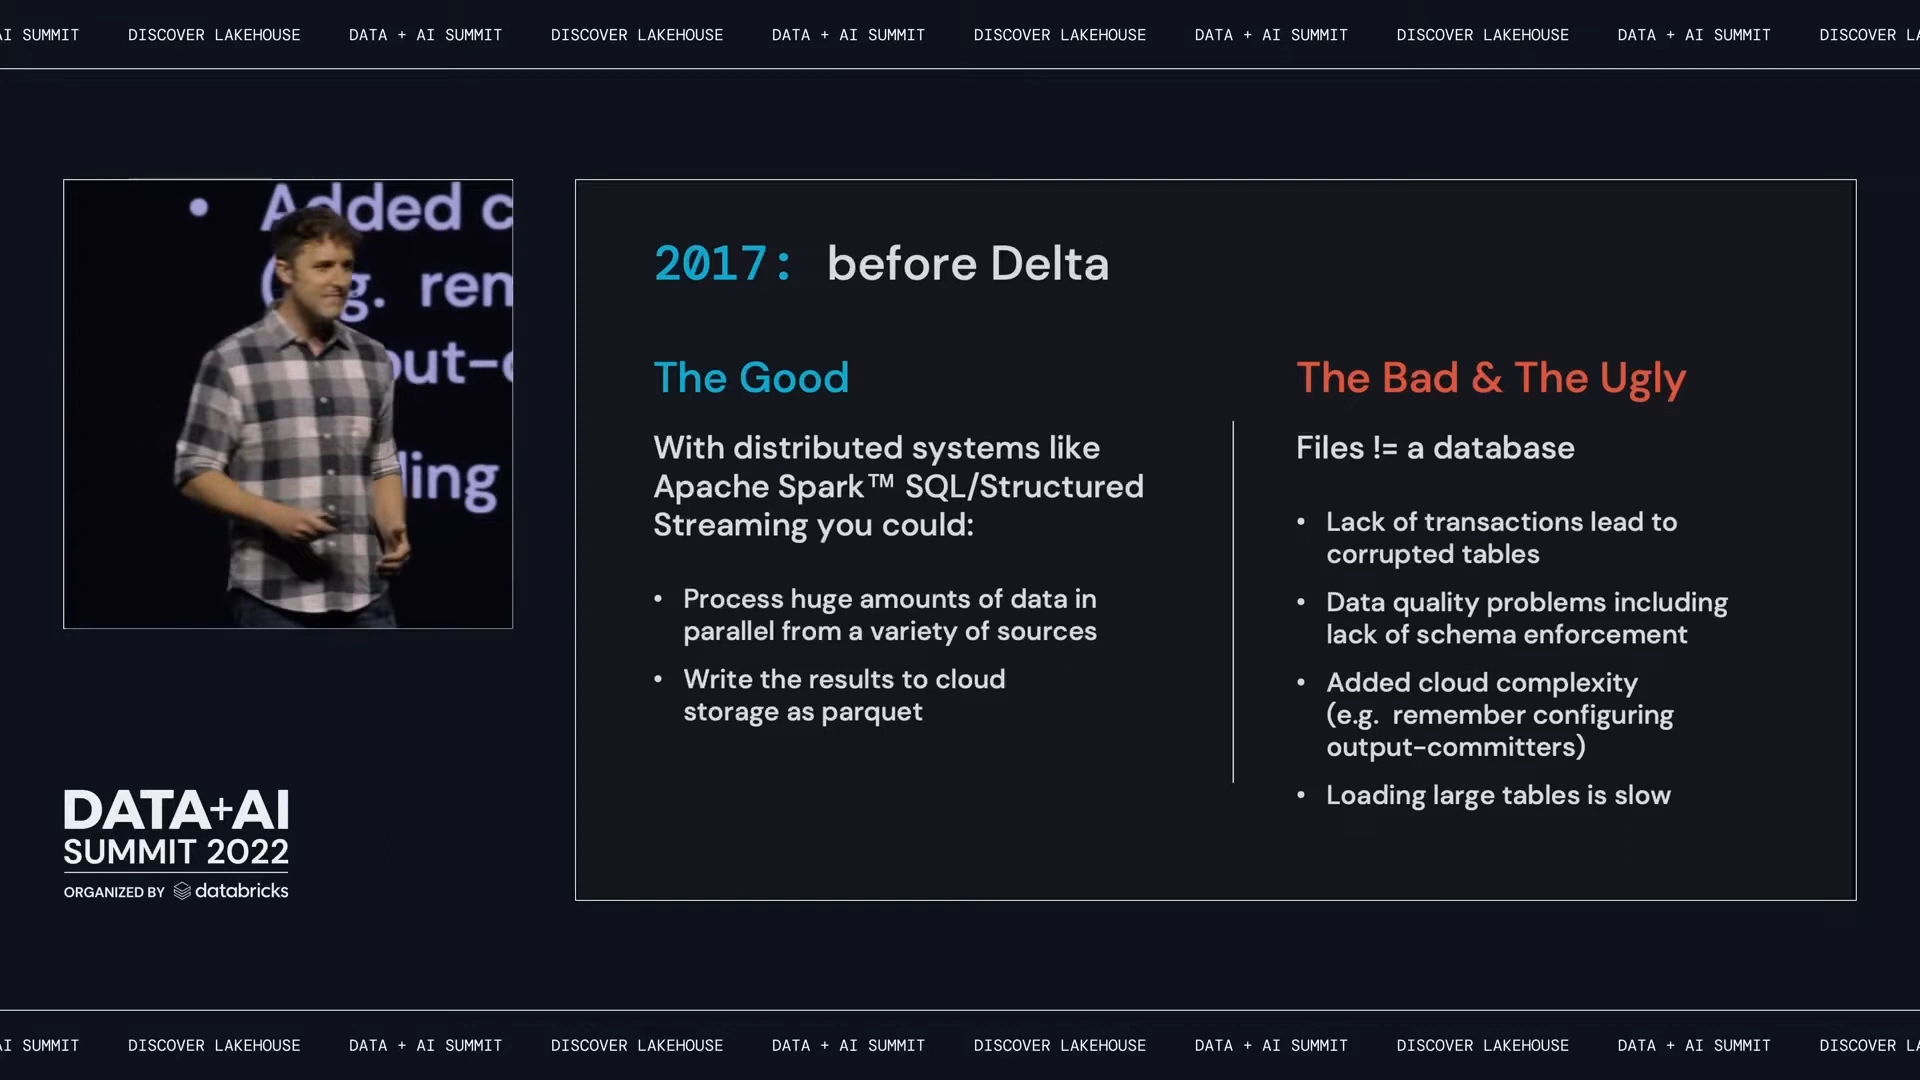 AI SUMMIT DISCOVER LAKEHOUSE DATA + AI SUMMIT DISCOVER LAKEHOUSE DATA + AI SUMMIT DISCOVER LAKEHOUSE DATA + AI SUMMIT DISCOVER LAKEHOUSE DATA + AI SUMMIT DISCOVER LA
• Added c
g. rem
out-c
ding
DATA+AI
SUMMIT 2022
ORGANIZED BY databricks
2017: before Delta
The Good
With distributed systems like
Apache Spark™ SQL/Structured
Streaming you could:
• Process huge amounts of data in
parallel from a variety of sources
• Write the results to cloud
storage as parquet
The Bad & The Ugly
Files != a database
• Lack of transactions lead to
corrupted tables
• Data quality problems including
lack of schema enforcement
• Added cloud complexity
(e.g. remember configuring
output-committers)
• Loading large tables is slow
AI SUMMIT DISCOVER LAKEHOUSE DATA + AI SUMMIT DISCOVER LAKEHOUSE DATA + AI SUMMIT DISCOVER LAKEHOUSE DATA + AI SUMMIT DISCOVER LAKEHOUSE DATA + AI SUMMIT DISCOVER LA